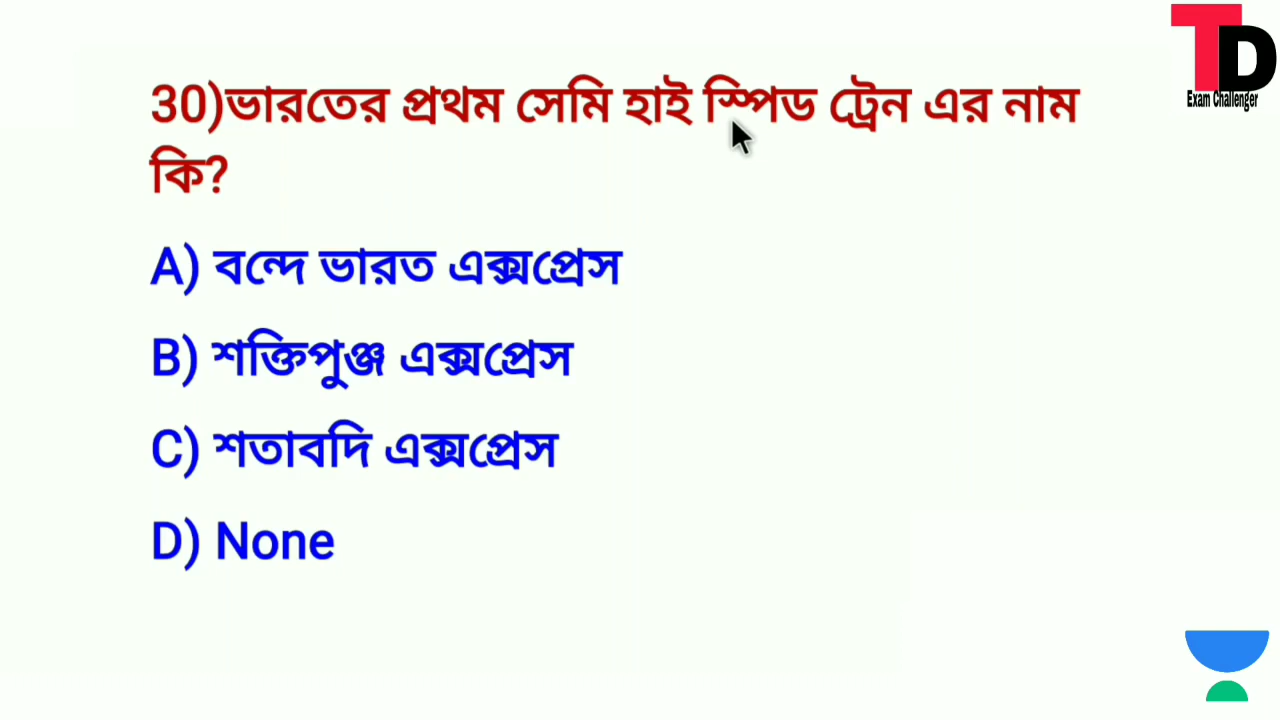 TD
Exam Challenger
30)ভারতের প্রথম সেমি হাই স্পিড ট্রেন এর নাম
কি?
A) বন্দে ভারত এক্সপ্রেস
B) শক্তিপুঞ্জ এক্সপ্রেস
C) শতাবদি এক্সপ্রেস
D) None